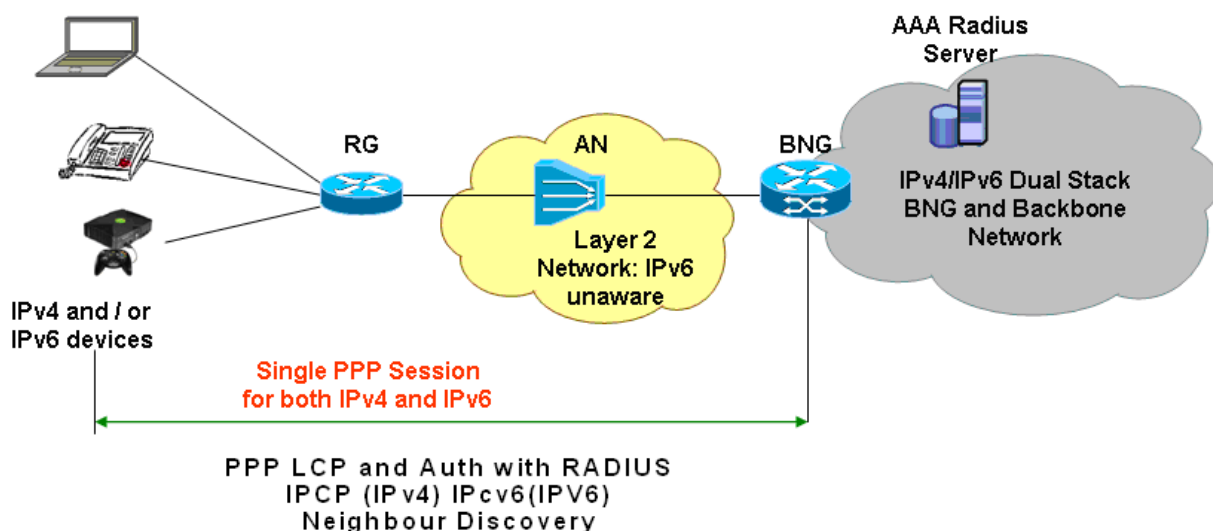 AAA Radius
Server
RG
AN
BNG
IPv4/IPv6 Dual Stack
BNG and Backbone
Network
Layer 2
Network: IPv6
unaware
IPv4 and / or
IPv6 devices
Single PPP Session
for both IPv4 and IPv6
PPP LCP and Auth with RADIUS
IPCP (IPv4) IPcv6(IPV6)
Neighbour Discovery